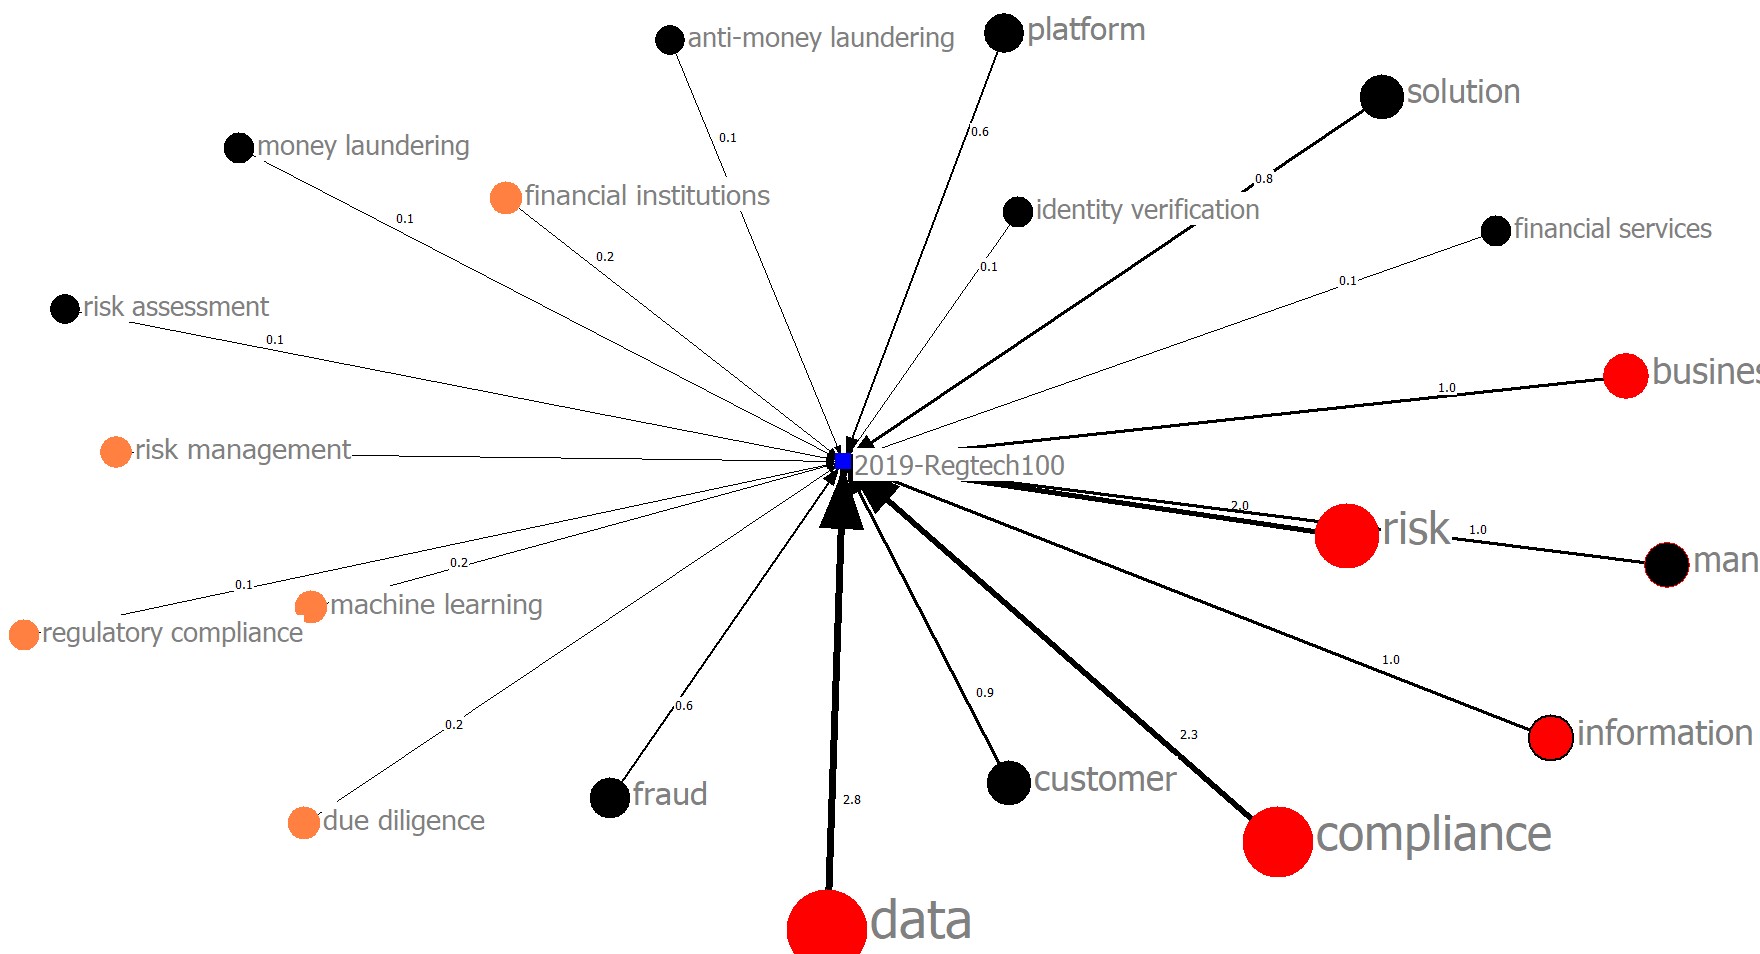 platform
anti-money laundering
solution
0.6
0.1
money laundering
0.8
financial institutions
identity verification
0.1
financial services
0.2
0.1
0.1
risk assessment
0.1
busines
1.0
risk management
2019-Regtech100
2.0
risk
1.0
man
0.2
0.1
machine learning
regulatory compliance
1.0
0.9
0.6
0.2
2.3
information
customer
fraud
2.8
due diligence
compliance
data